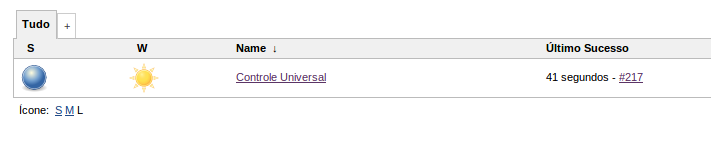 Tudo +
S W Name ↓ Último Sucesso
Controle Universal 41 segundos - #217
Ícone: S M L